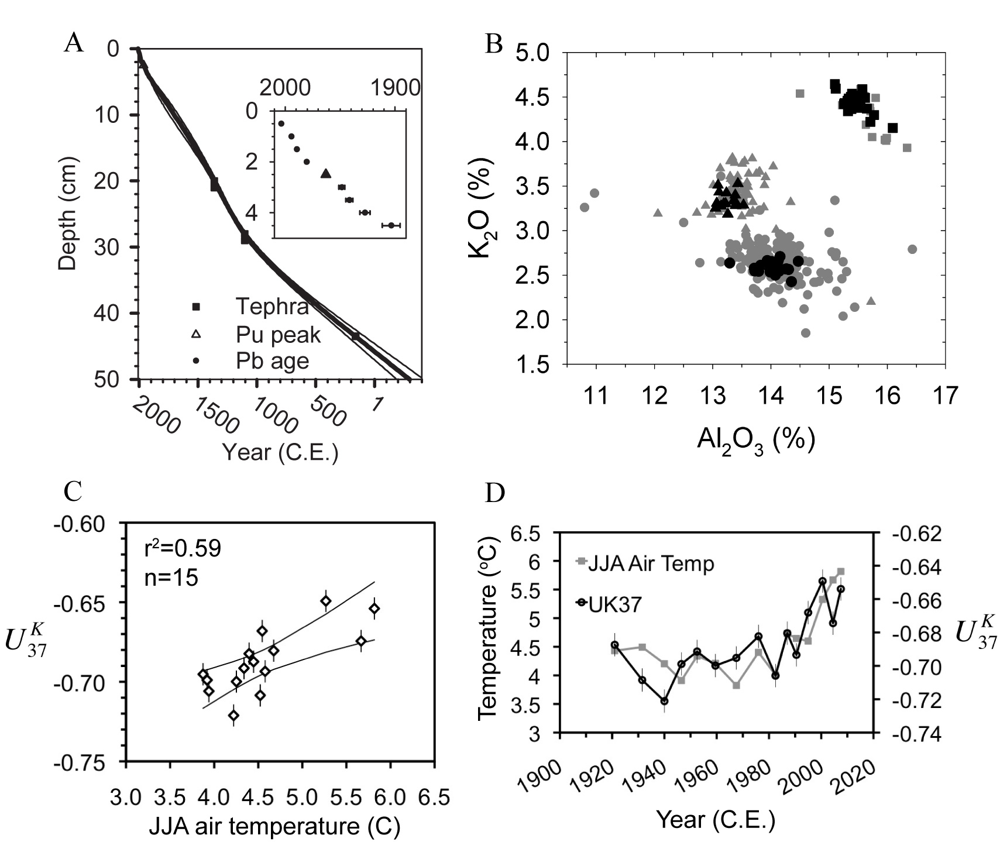 A
0
10
20
30
40
50
Depth (cm)
2000 1900
0
2
4
Tephra
Pu peak
Pb age
2000 1500 1000 500 1
Year (C.E.)
B
5.0
4.5
4.0
3.5
3.0
2.5
2.0
1.5
K₂O (%)
11 12 13 14 15 16 17
Al₂O₃ (%)
C
-0.60
-0.65
-0.70
-0.75
U₃₇ᴷ
r²=0.59
n=15
3.0 3.5 4.0 4.5 5.0 5.5 6.0 6.5
JJA air temperature (C)
D
6.5
6
5.5
5
4.5
4
3.5
3
Temperature (ºC)
JJA Air Temp
UK37
-0.62
-0.64
-0.66
-0.68
-0.70
-0.72
-0.74
U₃₇ᴷ
1900 1920 1940 1960 1980 2000 2020
Year (C.E.)